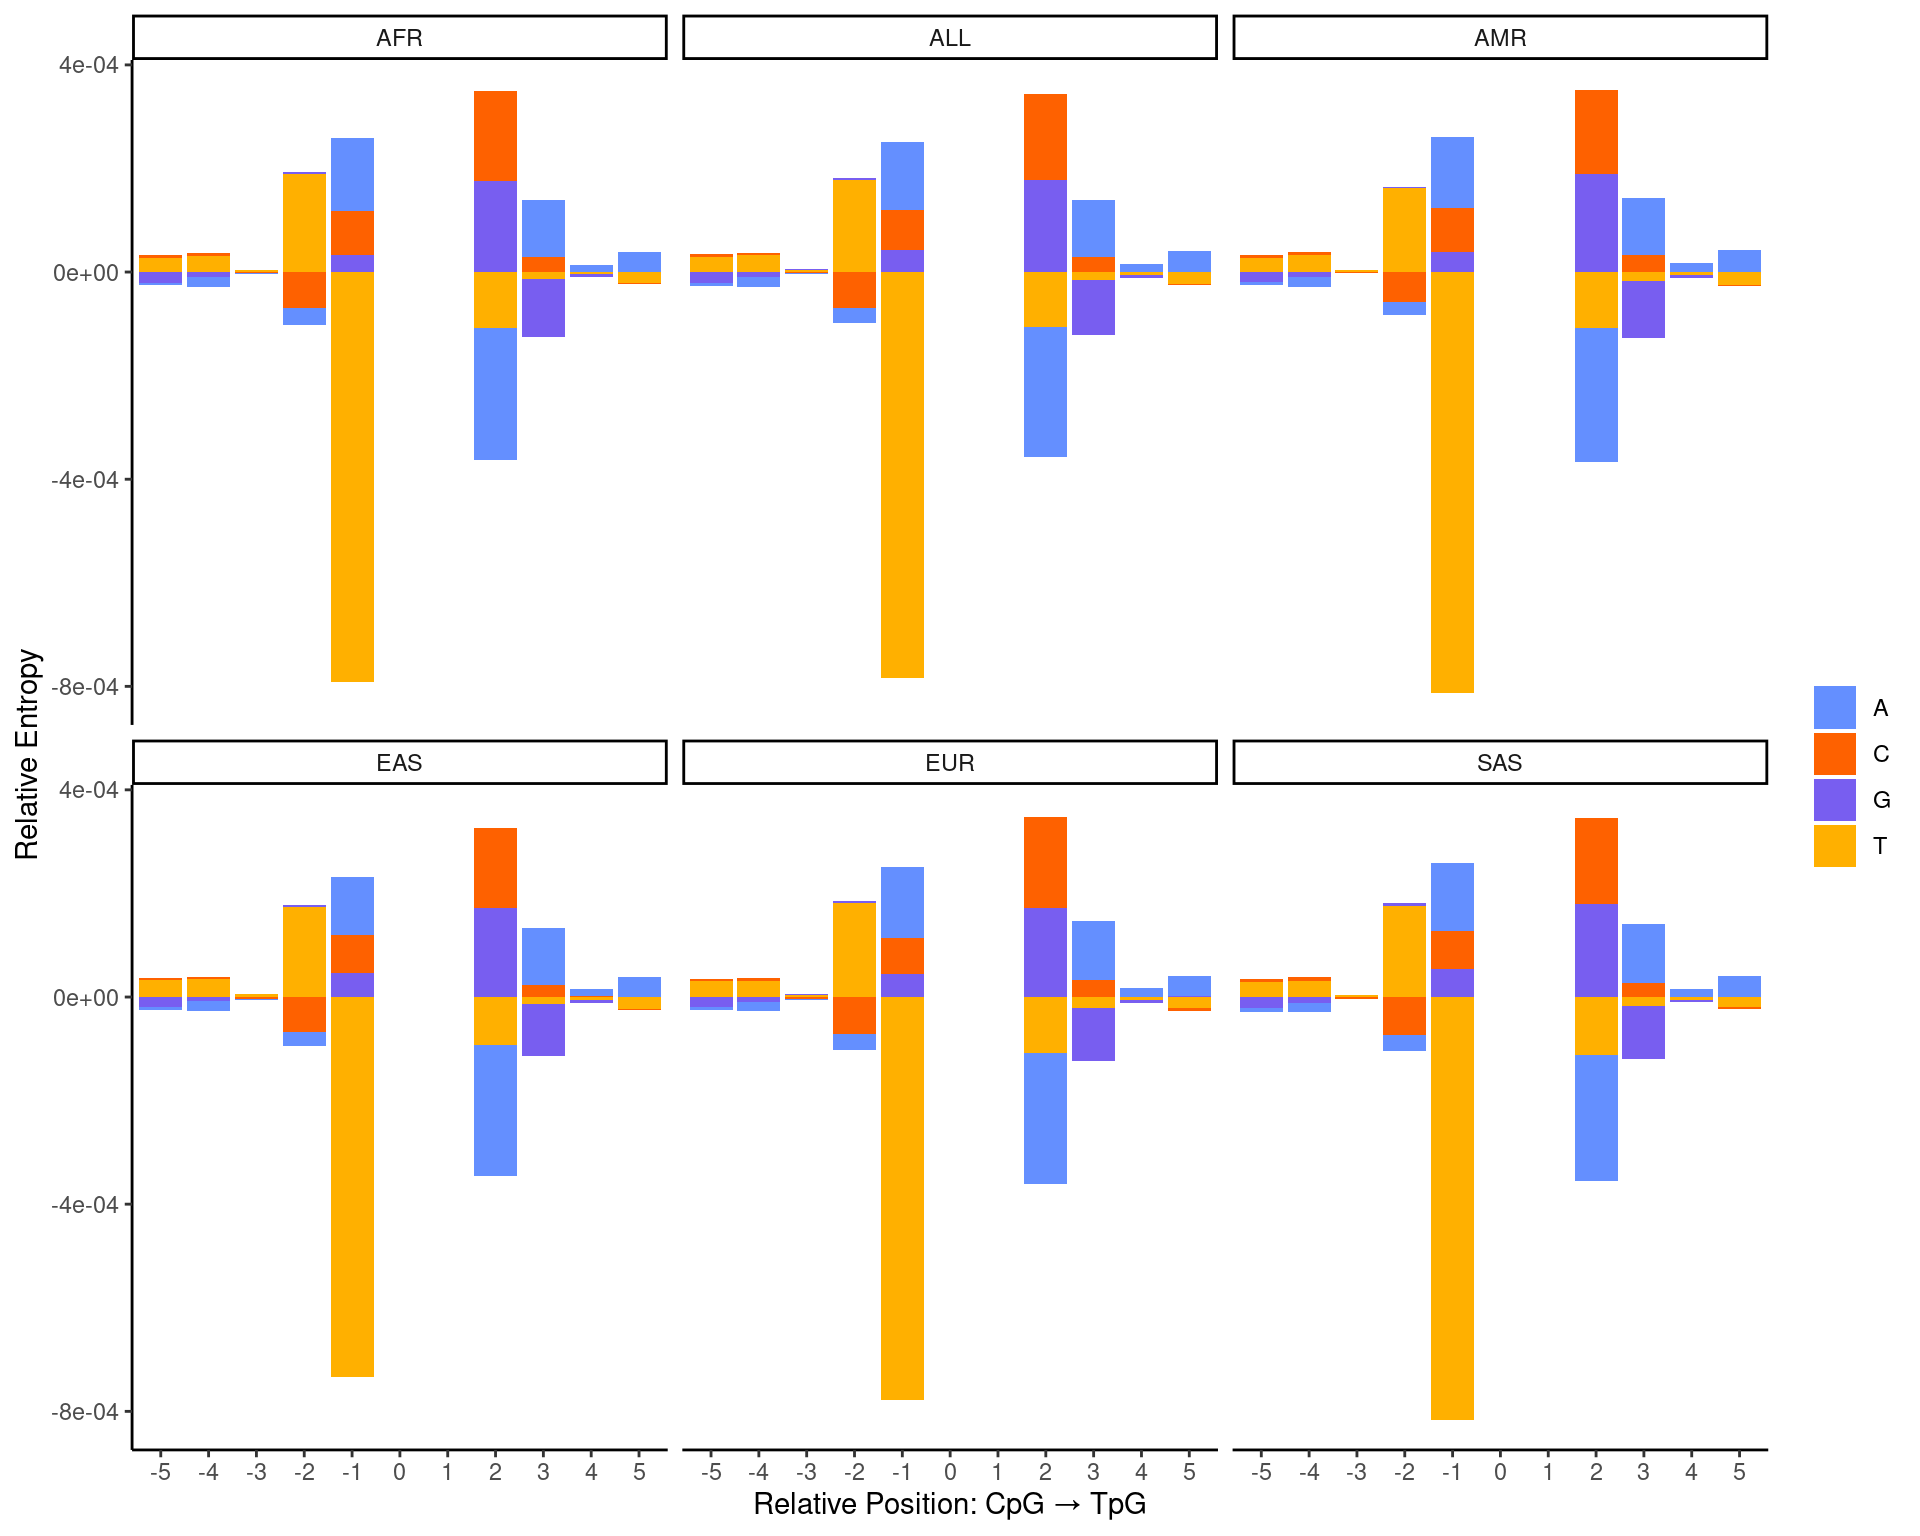 AFR ALL AMR
4e-04
0e+00
-4e-04
-8e-04
EAS EUR SAS
4e-04
0e+00
-4e-04
-8e-04
-5 -4 -3 -2 -1 0 1 2 3 4 5 -5 -4 -3 -2 -1 0 1 2 3 4 5 -5 -4 -3 -2 -1 0 1 2 3 4 5
Relative Position: CpG → TpG
Relative Entropy
A
C
G
T